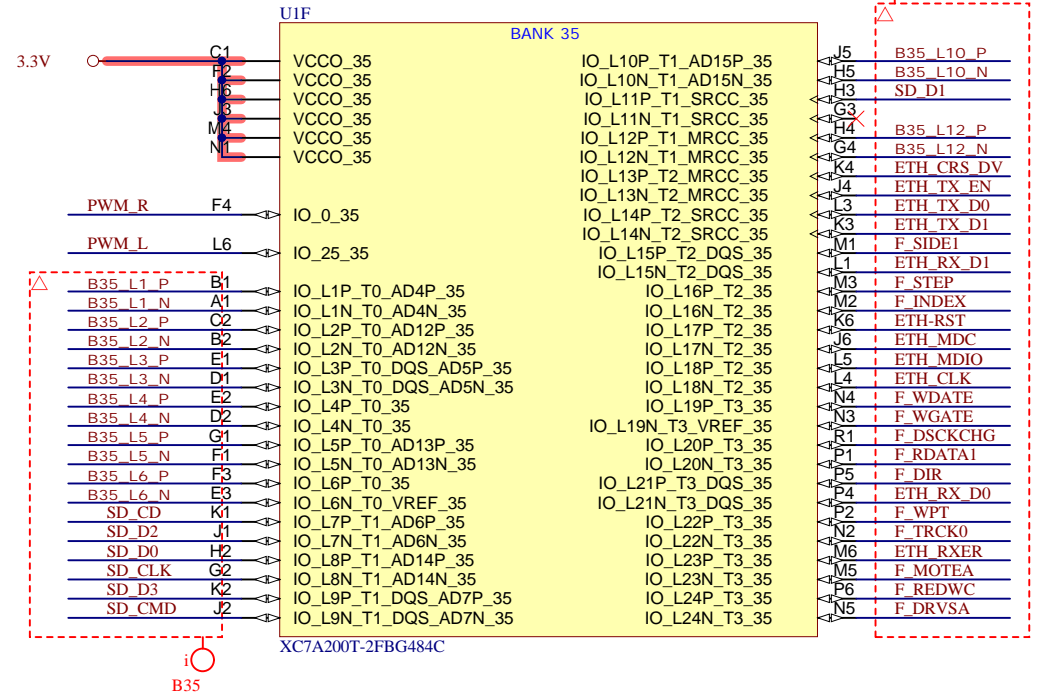 U1F
BANK 35
3.3V C1 VCCO_35
F2 VCCO_35
H6 VCCO_35
J3 VCCO_35
M4 VCCO_35
N1 VCCO_35
PWM_R F4 IO_0_35
PWM_L L6 IO_25_35
B35_L1_P B1 IO_L1P_T0_AD4P_35
B35_L1_N A1 IO_L1N_T0_AD4N_35
B35_L2_P C2 IO_L2P_T0_AD12P_35
B35_L2_N B2 IO_L2N_T0_AD12N_35
B35_L3_P E1 IO_L3P_T0_DQS_AD5P_35
B35_L3_N D1 IO_L3N_T0_DQS_AD5N_35
B35_L4_P E2 IO_L4P_T0_35
B35_L4_N D2 IO_L4N_T0_35
B35_L5_P G1 IO_L5P_T0_AD13P_35
B35_L5_N F1 IO_L5N_T0_AD13N_35
B35_L6_P F3 IO_L6P_T0_35
B35_L6_N E3 IO_L6N_T0_VREF_35
SD_CD K1 IO_L7P_T1_AD6P_35
SD_D2 J1 IO_L7N_T1_AD6N_35
SD_D0 H2 IO_L8P_T1_AD14P_35
SD_CLK G2 IO_L8N_T1_AD14N_35
SD_D3 K2 IO_L9P_T1_DQS_AD7P_35
SD_CMD J2 IO_L9N_T1_DQS_AD7N_35
IO_L10P_T1_AD15P_35 J5 B35_L10_P
IO_L10N_T1_AD15N_35 H5 B35_L10_N
IO_L11P_T1_SRCC_35 H3 SD_D1
IO_L11N_T1_SRCC_35 G3
IO_L12P_T1_MRCC_35 H4 B35_L12_P
IO_L12N_T1_MRCC_35 G4 B35_L12_N
IO_L13P_T2_MRCC_35 K4 ETH_CRS_DV
IO_L13N_T2_MRCC_35 J4 ETH_TX_EN
IO_L14P_T2_SRCC_35 L3 ETH_TX_D0
IO_L14N_T2_SRCC_35 K3 ETH_TX_D1
IO_L15P_T2_DQS_35 M1 F_SIDE1
IO_L15N_T2_DQS_35 L1 ETH_RX_D1
IO_L16P_T2_35 M3 F_STEP
IO_L16N_T2_35 M2 F_INDEX
IO_L17P_T2_35 K6 ETH-RST
IO_L17N_T2_35 J6 ETH_MDC
IO_L18P_T2_35 L5 ETH_MDIO
IO_L18N_T2_35 L4 ETH_CLK
IO_L19P_T3_35 N4 F_WDATE
IO_L19N_T3_VREF_35 N3 F_WGATE
IO_L20P_T3_35 R1 F_DSCKCHG
IO_L20N_T3_35 P1 F_RDATA1
IO_L21P_T3_DQS_35 P5 F_DIR
IO_L21N_T3_DQS_35 P4 ETH_RX_D0
IO_L22P_T3_35 P2 F_WPT
IO_L22N_T3_35 N2 F_TRCK0
IO_L23P_T3_35 M6 ETH_RXER
IO_L23N_T3_35 M5 F_MOTEA
IO_L24P_T3_35 P6 F_REDWC
IO_L24N_T3_35 N5 F_DRVSA
XC7A200T-2FBG484C
i
B35